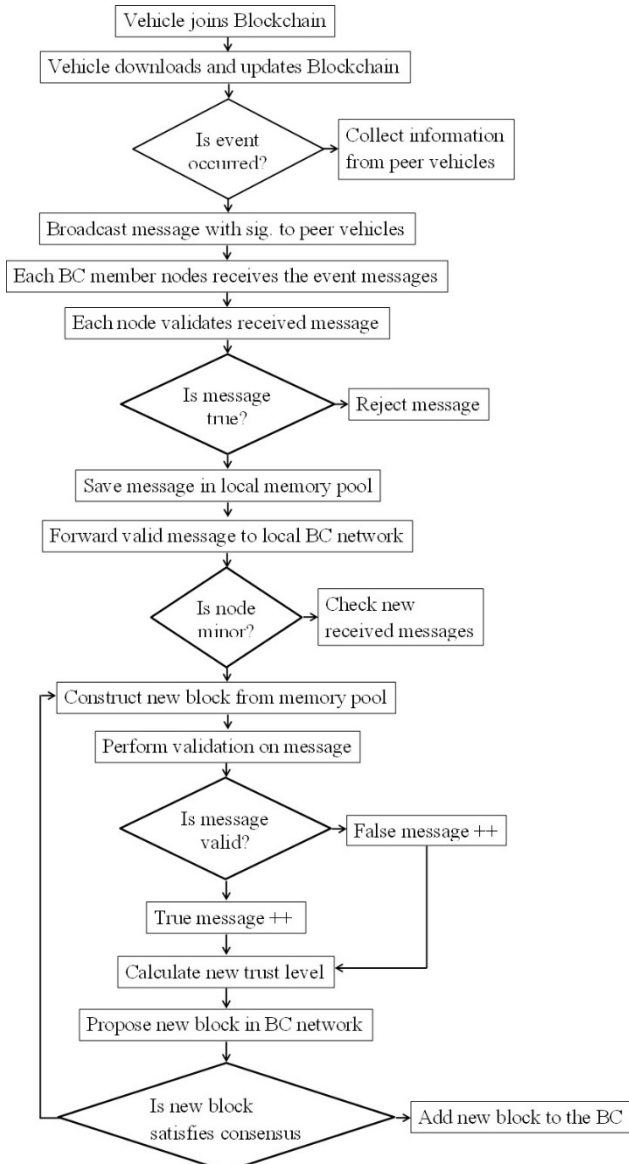 Vehicle joins Blockchain
Vehicle downloads and updates Blockchain
Is event
occurred?
Collect information
from peer vehicles
Broadcast message with sig. to peer vehicles
Each BC member nodes receives the event messages
Each node validates received message
Is message
true?
Reject message
Save message in local memory pool
Forward valid message to local BC network
Is node
minor?
Check new
received messages
Construct new block from memory pool
Perform validation on message
Is message
valid?
False message ++
True message ++
Calculate new trust level
Propose new block in BC network
Is new block
satisfies consensus
Add new block to the BC